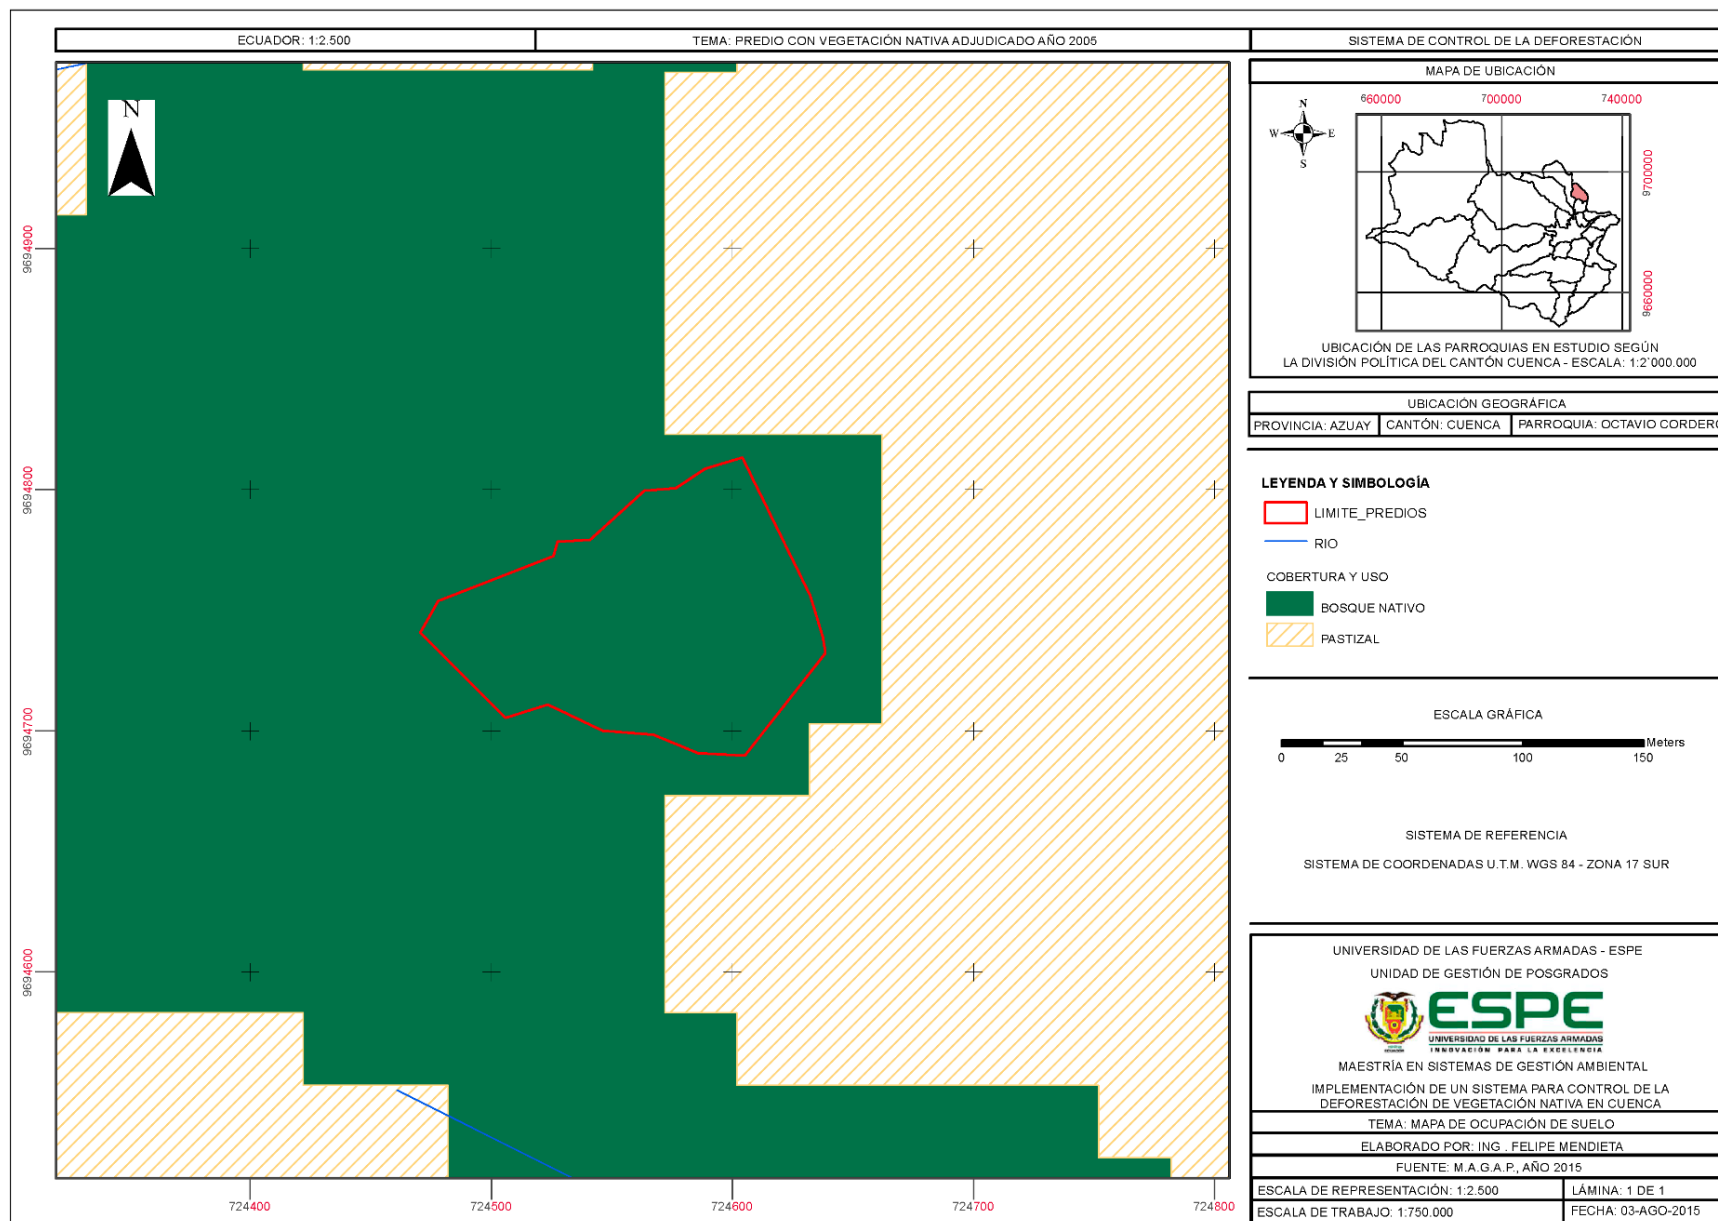 ECUADOR: 1:2.500
TEMA: PREDIO CON VEGETACIÓN NATIVA ADJUDICADO AÑO 2005
SISTEMA DE CONTROL DE LA DEFORESTACIÓN
N
9694900
9694800
9694700
9694600
724400
724500
724600
724700
724800
MAPA DE UBICACIÓN
660000
700000
740000
N
W
E
S
9700000
9660000
UBICACIÓN DE LAS PARROQUIAS EN ESTUDIO SEGÚN
LA DIVISIÓN POLÍTICA DEL CANTÓN CUENCA - ESCALA: 1:2´000.000
UBICACIÓN GEOGRÁFICA
PROVINCIA: AZUAY
CANTÓN: CUENCA
PARROQUIA: OCTAVIO CORDERO
LEYENDA Y SIMBOLOGÍA
LIMITE_PREDIOS
RIO
COBERTURA Y USO
BOSQUE NATIVO
PASTIZAL
ESCALA GRÁFICA
Meters
0 25 50 100 150
SISTEMA DE REFERENCIA
SISTEMA DE COORDENADAS U.T.M. WGS 84 - ZONA 17 SUR
UNIVERSIDAD DE LAS FUERZAS ARMADAS - ESPE
UNIDAD DE GESTIÓN DE POSGRADOS
ESPE
UNIVERSIDAD DE LAS FUERZAS ARMADAS
INNOVACIÓN PARA LA EXCELENCIA
MAESTRÍA EN SISTEMAS DE GESTIÓN AMBIENTAL
IMPLEMENTACIÓN DE UN SISTEMA PARA CONTROL DE LA
DEFORESTACIÓN DE VEGETACIÓN NATIVA EN CUENCA
TEMA: MAPA DE OCUPACIÓN DE SUELO
ELABORADO POR: ING . FELIPE MENDIETA
FUENTE: M.A.G.A.P., AÑO 2015
ESCALA DE REPRESENTACIÓN: 1:2.500
LÁMINA: 1 DE 1
ESCALA DE TRABAJO: 1:750.000
FECHA: 03-AGO-2015